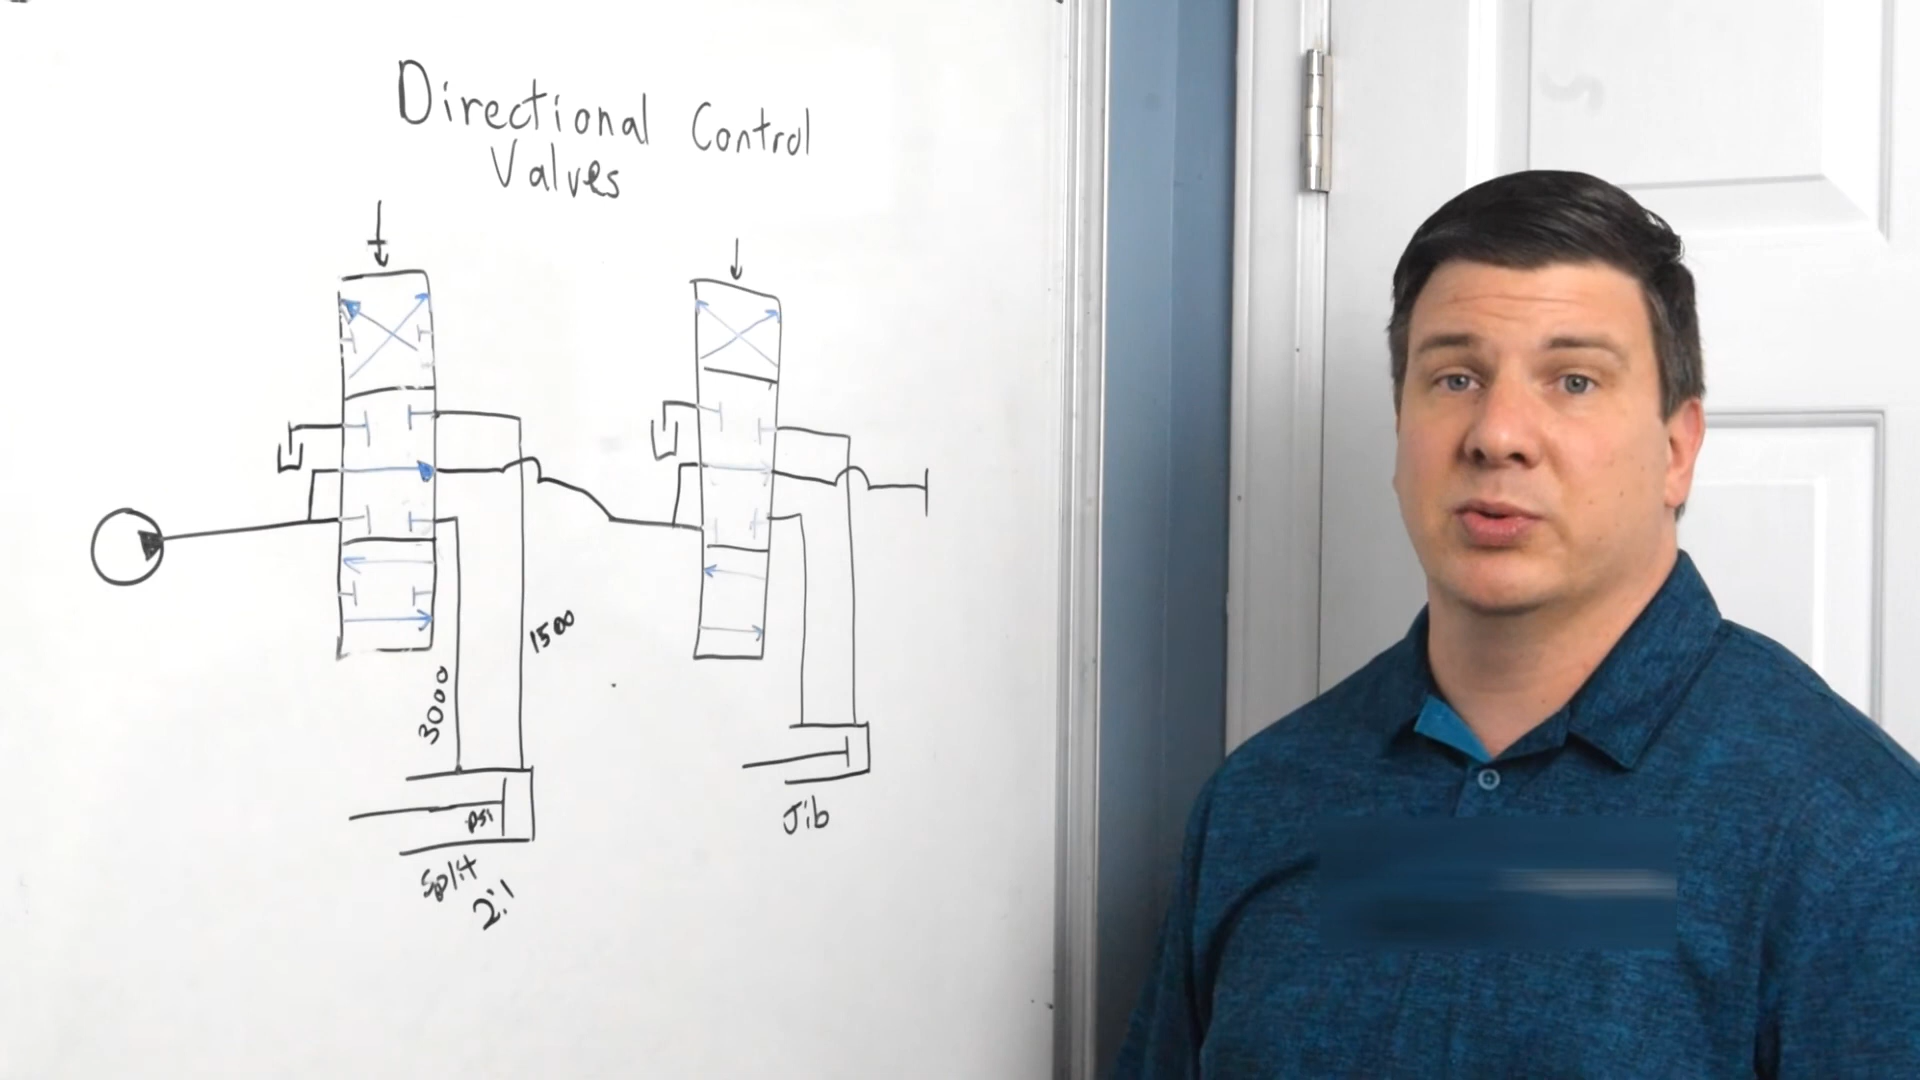 Directional Control
Valves
1500
3000
psi
Split
2:1
Jib